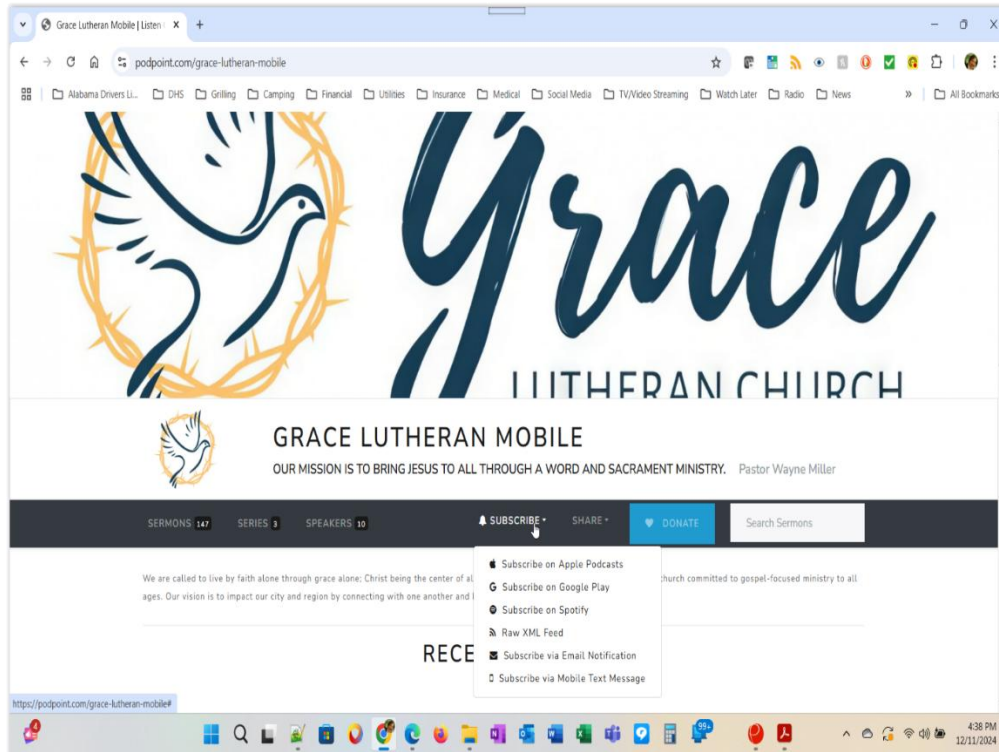 Grace Lutheran Mobile | Listen
podpoint.com/grace-lutheran-mobile
Alabama Drivers Li... DHS Grilling Camping Financial Utilities Insurance Medical Social Media TV/Video Streaming Watch Later Radio News » All Bookmarks
grace
LUTHERAN CHURCH
GRACE LUTHERAN MOBILE
OUR MISSION IS TO BRING JESUS TO ALL THROUGH A WORD AND SACRAMENT MINISTRY. Pastor Wayne Miller
SERMONS 147 SERIES 3 SPEAKERS 10 SUBSCRIBE SHARE DONATE Search Sermons
Subscribe on Apple Podcasts
Subscribe on Google Play
Subscribe on Spotify
Raw XML Feed
Subscribe via Email Notification
Subscribe via Mobile Text Message
We are called to live by faith alone through grace alone; Christ being the center of al church committed to gospel-focused ministry to all
ages. Our vision is to impact our city and region by connecting with one another and
RECE
https://podpoint.com/grace-lutheran-mobile#
99+
4:38 PM
12/11/2024